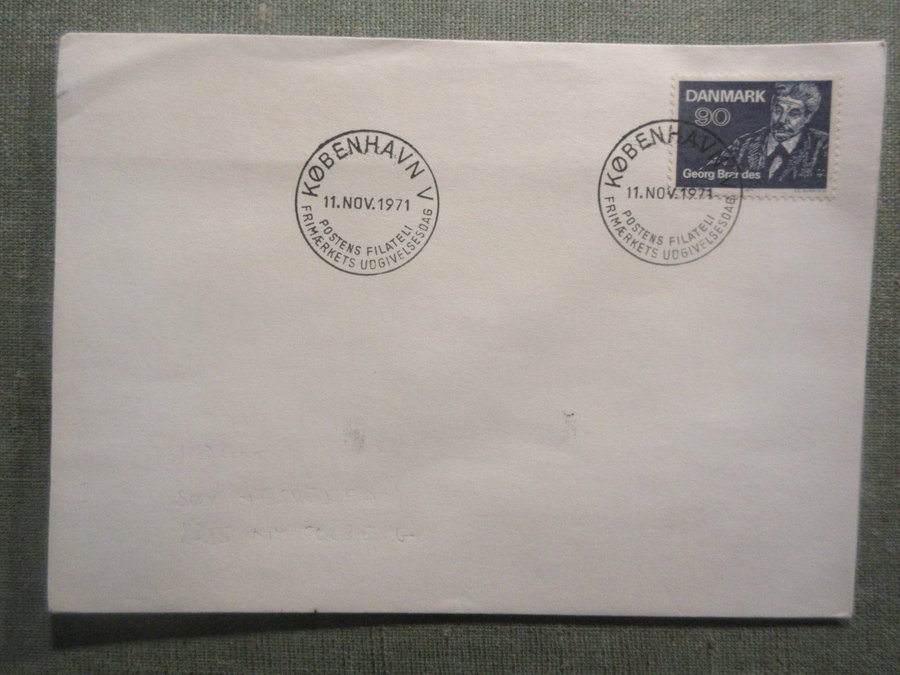 KØBENHAVN V
11.NOV.1971
POSTENS FILATELI
FRIMÆRKETS UDGIVELSESDAG
KØBENHAVN V
11.NOV.1971
POSTENS FILATELI
FRIMÆRKETS UDGIVELSESDAG
DANMARK
90
Georg Brandes